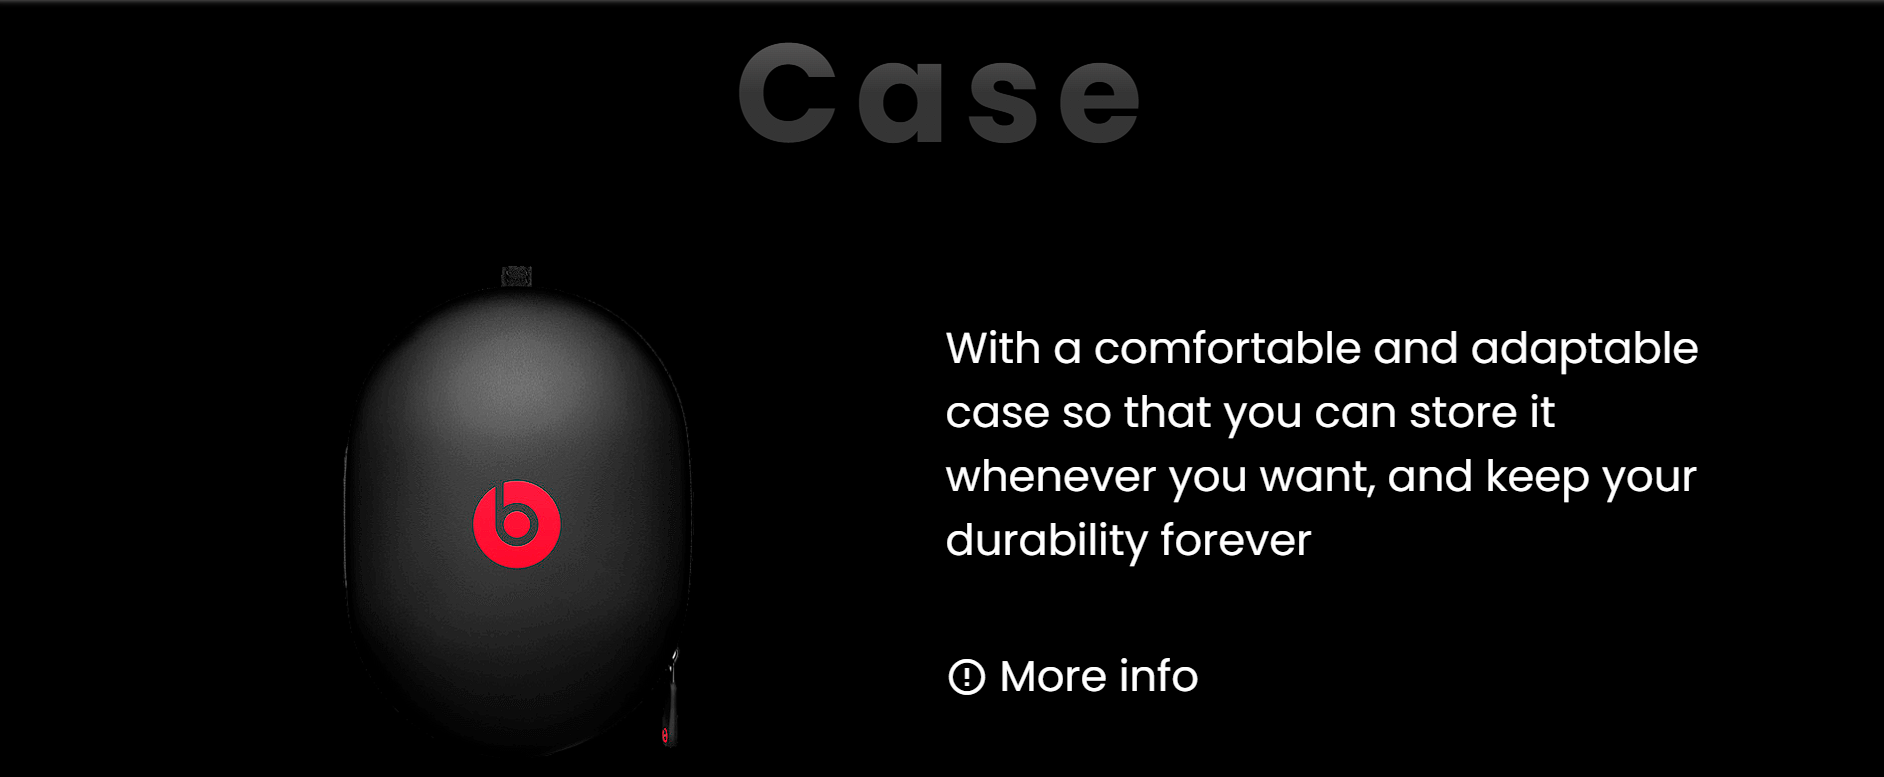 Case
With a comfortable and adaptable
case so that you can store it
whenever you want, and keep your
durability forever
More info